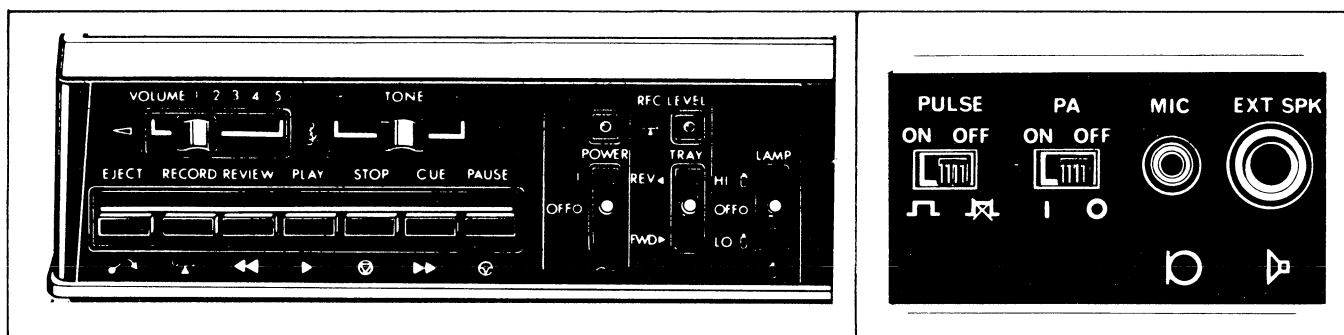 VOLUME 1 2 3 4 5
TONE
LEVEL
POWER
TRAY
LAMP
EJECT RECORD REVIEW PLAY STOP CUE PAUSE
REV
HI
OFF
OFF
FWD
LO
PULSE PA MIC EXT SPK
ON OFF ON OFF